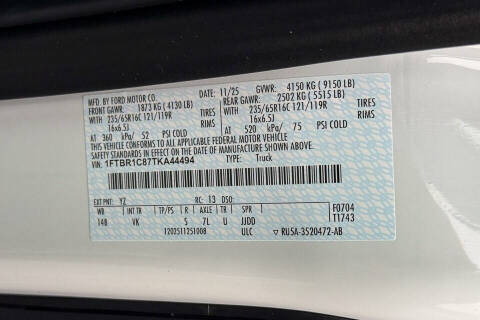 MFD. BY FORD MOTOR CO. 11/25 GVWR: 4150 KG ( 9150 LB)
FRONT GAWR: 1873 KG ( 4130 LB) REAR GAWR: 2502 KG ( 5515 LB)
WITH 235/65R16C 121/119R TIRES WITH 235/65R16C 121/119R TIRES
16x6.5J RIMS 16x6.5J RIMS
AT 360 kPa/ 52 PSI COLD AT 520 kPa/ 75 PSI COLD
THIS VEHICLE CONFORMS TO ALL APPLICABLE FEDERAL MOTOR VEHICLE
SAFETY STANDARDS IN EFFECT ON THE DATE OF MANUFACTURE SHOWN ABOVE.
VIN: 1FTBR1C87TKA44494 TYPE: Truck
EXT PNT: YZ RC: 13 DSO:
WB INT TR TP/PS R AXLE TR SPR F0704
148 VK 5 7L U JJDD T1743
1202511251008 ULC ▽ RU5A-3520472-AB